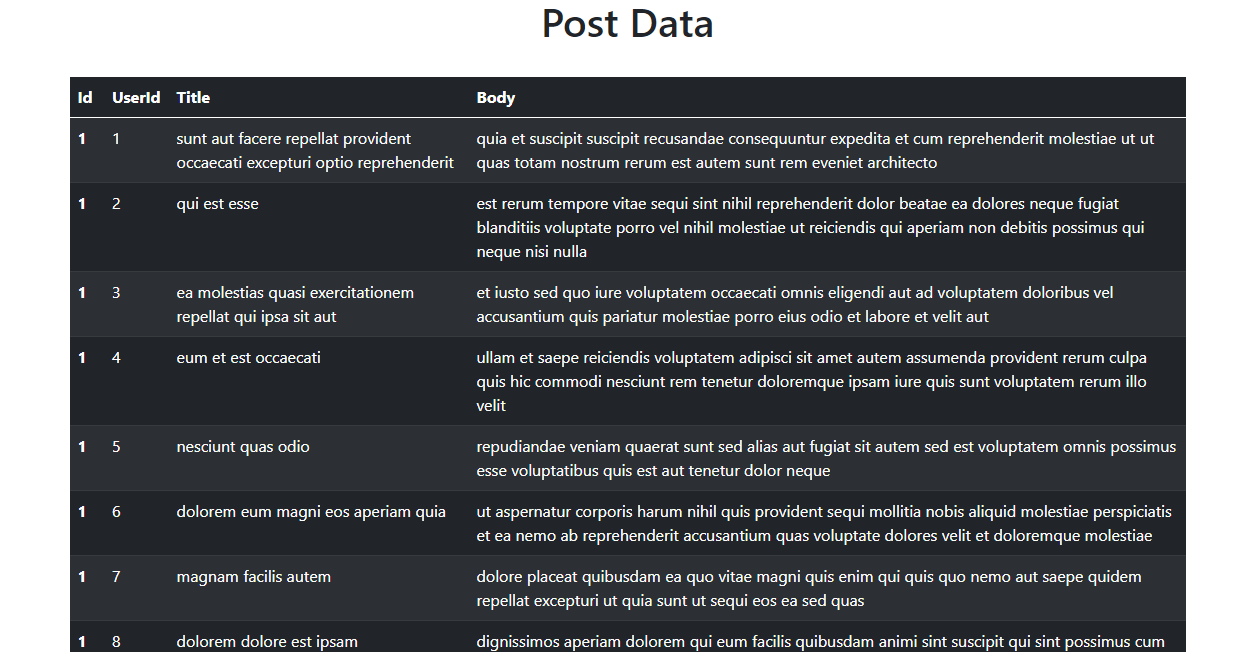 Post Data
Id UserId Title Body
1 1 sunt aut facere repellat provident quia et suscipit suscipit recusandae consequuntur expedita et cum reprehenderit molestiae ut ut
occaecati excepturi optio reprehenderit quas totam nostrum rerum est autem sunt rem eveniet architecto
1 2 qui est esse est rerum tempore vitae sequi sint nihil reprehenderit dolor beatae ea dolores neque fugiat
blanditiis voluptate porro vel nihil molestiae ut reiciendis qui aperiam non debitis possimus qui
neque nisi nulla
1 3 ea molestias quasi exercitationem et iusto sed quo iure voluptatem occaecati omnis eligendi aut ad voluptatem doloribus vel
repellat qui ipsa sit aut accusantium quis pariatur molestiae porro eius odio et labore et velit aut
1 4 eum et est occaecati ullam et saepe reiciendis voluptatem adipisci sit amet autem assumenda provident rerum culpa
quis hic commodi nesciunt rem tenetur doloremque ipsam iure quis sunt voluptatem rerum illo
velit
1 5 nesciunt quas odio repudiandae veniam quaerat sunt sed alias aut fugiat sit autem sed est voluptatem omnis possimus
esse voluptatibus quis est aut tenetur dolor neque
1 6 dolorem eum magni eos aperiam quia ut aspernatur corporis harum nihil quis provident sequi mollitia nobis aliquid molestiae perspiciatis
et ea nemo ab reprehenderit accusantium quas voluptate dolores velit et doloremque molestiae
1 7 magnam facilis autem dolore placeat quibusdam ea quo vitae magni quis enim qui quis quo nemo aut saepe quidem
repellat excepturi ut quia sunt ut sequi eos ea sed quas
1 8 dolorem dolore est ipsam dignissimos aperiam dolorem qui eum facilis quibusdam animi sint suscipit qui sint possimus cum